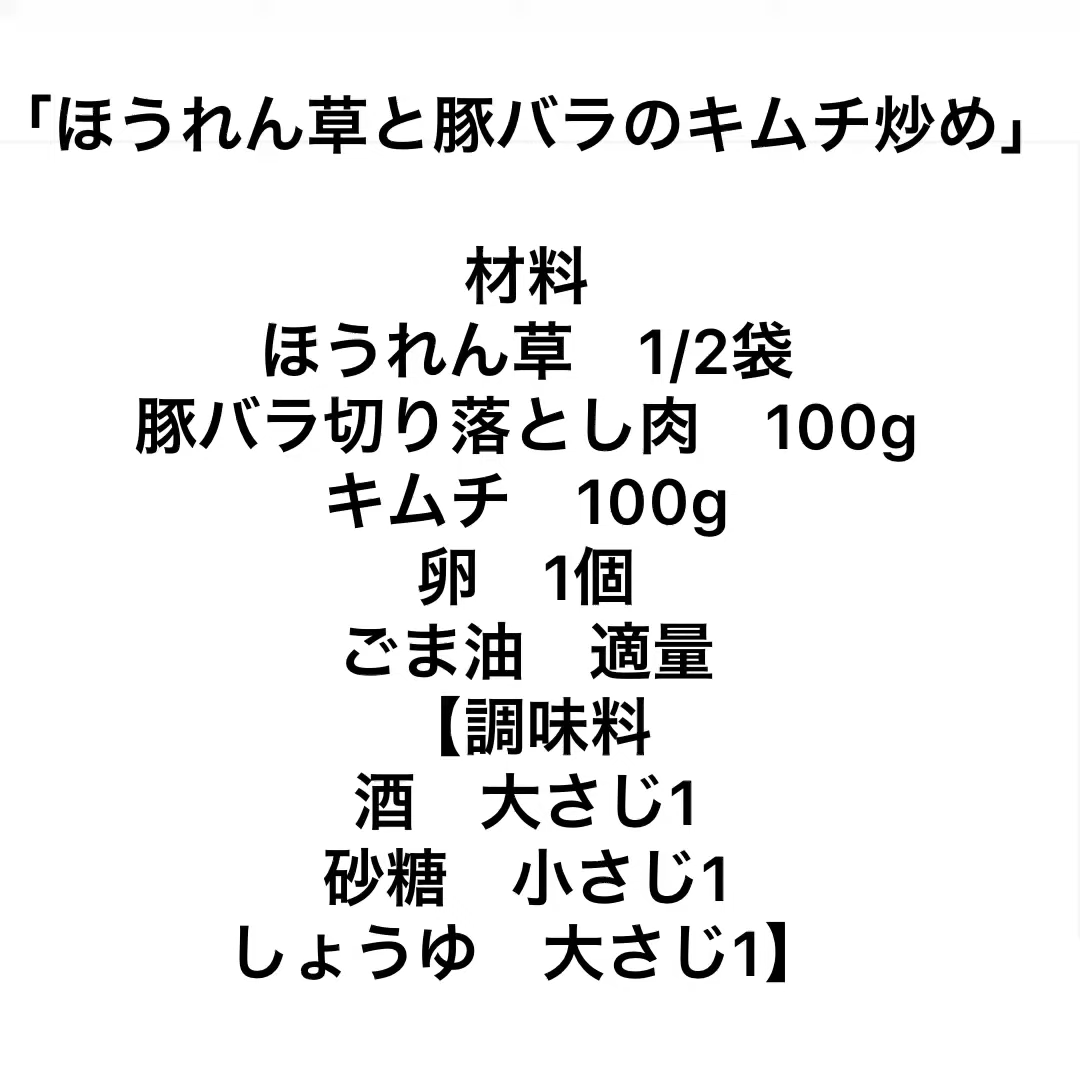 「ほうれん草と豚バラのキムチ炒め」
材料
ほうれん草　1/2袋
豚バラ切り落とし肉　100g
キムチ　100g
卵　1個
ごま油　適量
【調味料
酒　大さじ1
砂糖　小さじ1
しょうゆ　大さじ1】